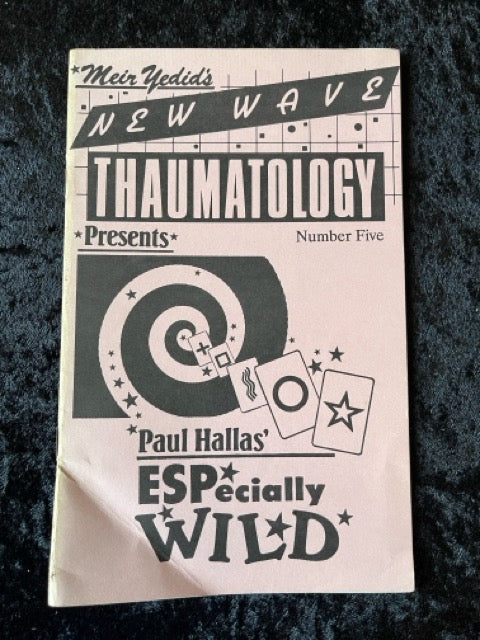 Meir Yedid's
NEW WAVE
THAUMATOLOGY
Presents
Number Five
Paul Hallas'
ESPecially
WILD